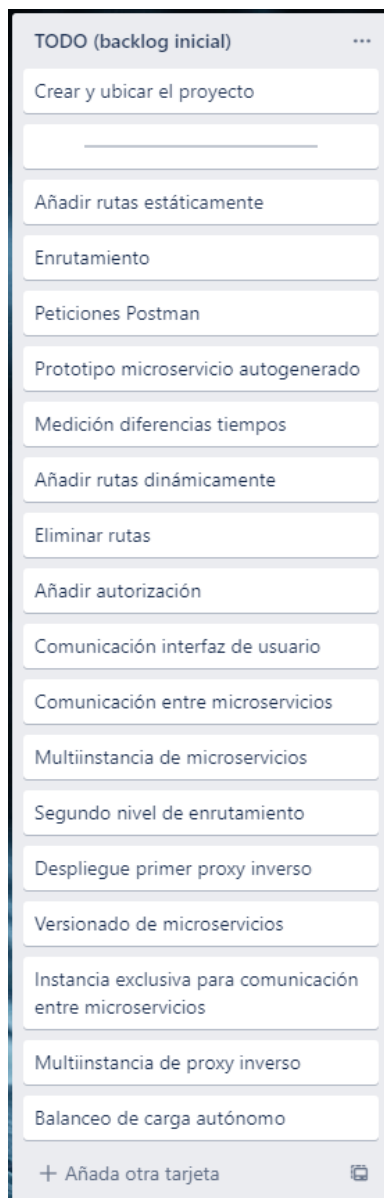 TODO (backlog inicial)
Crear y ubicar el proyecto
Añadir rutas estáticamente
Enrutamiento
Peticiones Postman
Prototipo microservicio autogenerado
Medición diferencias tiempos
Añadir rutas dinámicamente
Eliminar rutas
Añadir autorización
Comunicación interfaz de usuario
Comunicación entre microservicios
Multiinstancia de microservicios
Segundo nivel de enrutamiento
Despliegue primer proxy inverso
Versionado de microservicios
Instancia exclusiva para comunicación
entre microservicios
Multiinstancia de proxy inverso
Balanceo de carga autónomo
+ Añada otra tarjeta